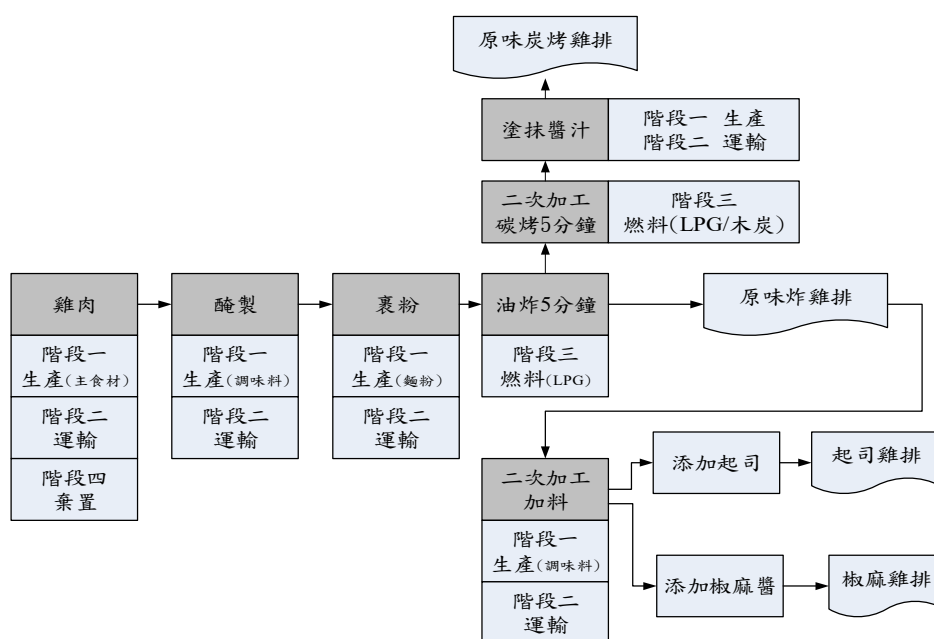 原味炭烤雞排
塗抹醬汁
階段一 生產
階段二 運輸
二次加工
碳烤5分鐘
階段三
燃料(LPG/木炭)
雞肉
階段一
生產(主食材)
階段二
運輸
階段四
棄置
醃製
階段一
生產(調味料)
階段二
運輸
裹粉
階段一
生產(麵粉)
階段二
運輸
油炸5分鐘
階段三
燃料(LPG)
原味炸雞排
二次加工
加料
階段一
生產(調味料)
階段二
運輸
添加起司
起司雞排
添加椒麻醬
椒麻雞排